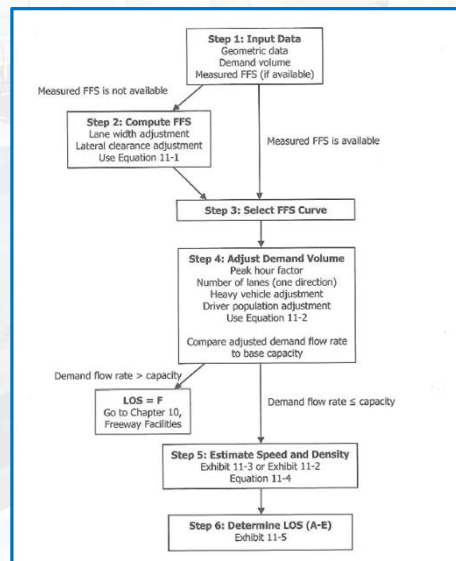 Step 1: Input Data
Geometric data
Demand volume
Measured FFS (if available)
Measured FFS is not available
Step 2: Compute FFS
Lane width adjustment
Lateral clearance adjustment
Use Equation 11-1
Measured FFS is available
Step 3: Select FFS Curve
Step 4: Adjust Demand Volume
Peak hour factor
Number of lanes (one direction)
Heavy vehicle adjustment
Driver population adjustment
Use Equation 11-2
Compare adjusted demand flow rate
to base capacity
Demand flow rate > capacity
LOS = F
Go to Chapter 10,
Freeway Facilities
Demand flow rate ≤ capacity
Step 5: Estimate Speed and Density
Exhibit 11-3 or Exhibit 11-2
Equation 11-4
Step 6: Determine LOS (A-E)
Exhibit 11-5